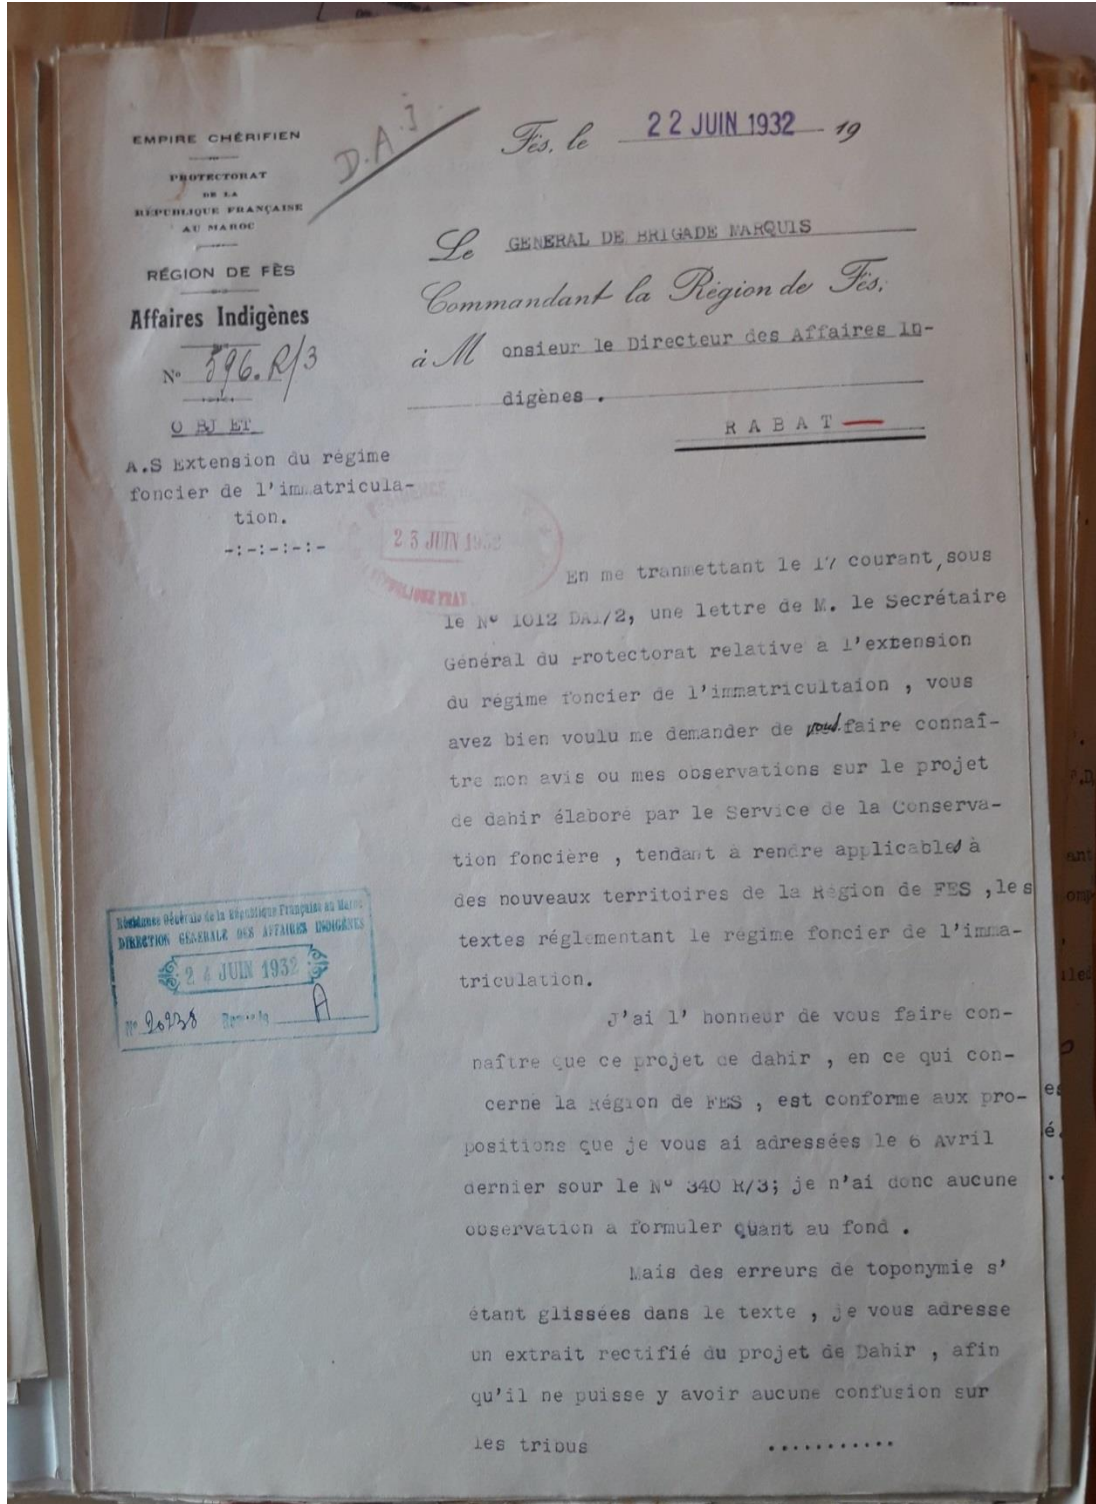 EMPIRE CHÉRIFIEN
PROTECTORAT
DE LA
RÉPUBLIQUE FRANÇAISE
AU MAROC
RÉGION DE FÈS
Affaires Indigènes
N° 596.R/3
O BJ ET
A.S Extension du régime
foncier de l'immatricula-
tion.
-:-:-:-:-
D.A.I
Fès, le 22 JUIN 1932 19
Le GENERAL DE BRIGADE MARQUIS
Commandant la Région de Fès,
à M onsieur le Directeur des Affaires In-
digènes .
R A B A T
23 JUIN 1932
En me tranmettant le 17 courant, sous
le N° 1012 DAI/2, une lettre de M. le Secrétaire
Général du Protectorat relative à l'extension
du régime foncier de l'immatricultaion , vous
avez bien voulu me demander de vous faire connaî-
tre mon avis ou mes observations sur le projet
de dahir élaboré par le Service de la Conserva-
tion foncière , tendant à rendre applicables à
des nouveaux territoires de la Région de FES ,les
textes réglementant le régime foncier de l'imma-
triculation.
Résidence Générale de la République Française au Maroc
DIRECTION GÉNÉRALE DES AFFAIRES INDIGÈNES
24 JUIN 1932
N° 20238 A
J'ai l' honneur de vous faire con-
naître que ce projet de dahir , en ce qui con-
cerne la Région de FES , est conforme aux pro-
positions que je vous ai adressées le 6 Avril
dernier sour le N° 340 R/3; je n'ai donc aucune
observation a formuler quant au fond .
Mais des erreurs de toponymie s'
étant glissées dans le texte , je vous adresse
un extrait rectifié du projet de Dahir , afin
qu'il ne puisse y avoir aucune confusion sur
les tribus ...........